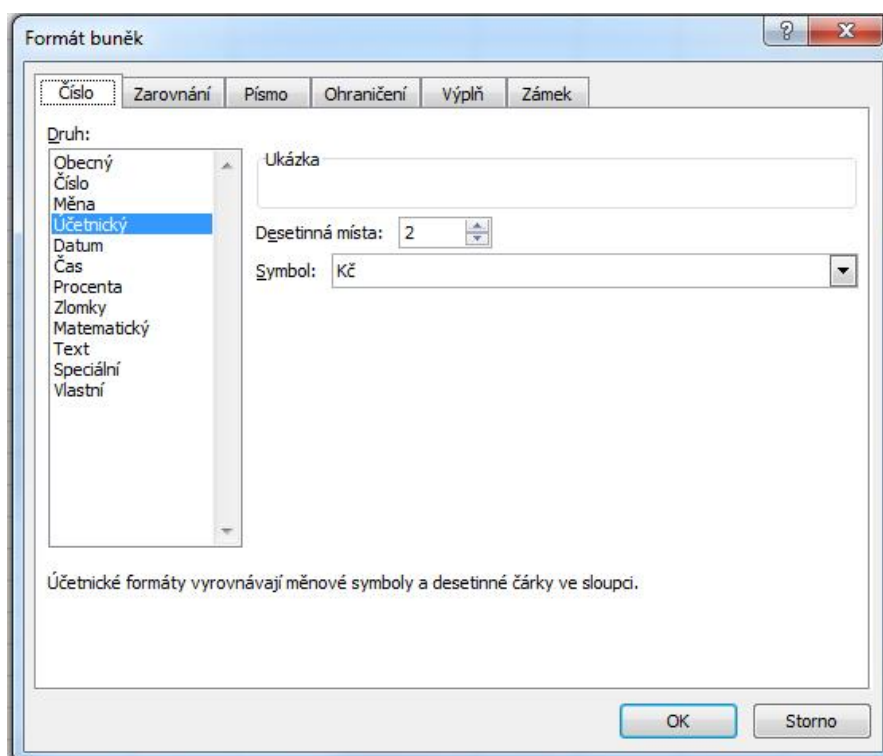 Formát buněk
Číslo Zarovnání Písmo Ohraničení Výplň Zámek
Druh:
Obecný
Číslo
Měna
Účetnický
Datum
Čas
Procenta
Zlomky
Matematický
Text
Speciální
Vlastní
Ukázka
Desetinná místa: 2
Symbol: Kč
Účetnické formáty vyrovnávají měnové symboly a desetinné čárky ve sloupci.
OK Storno